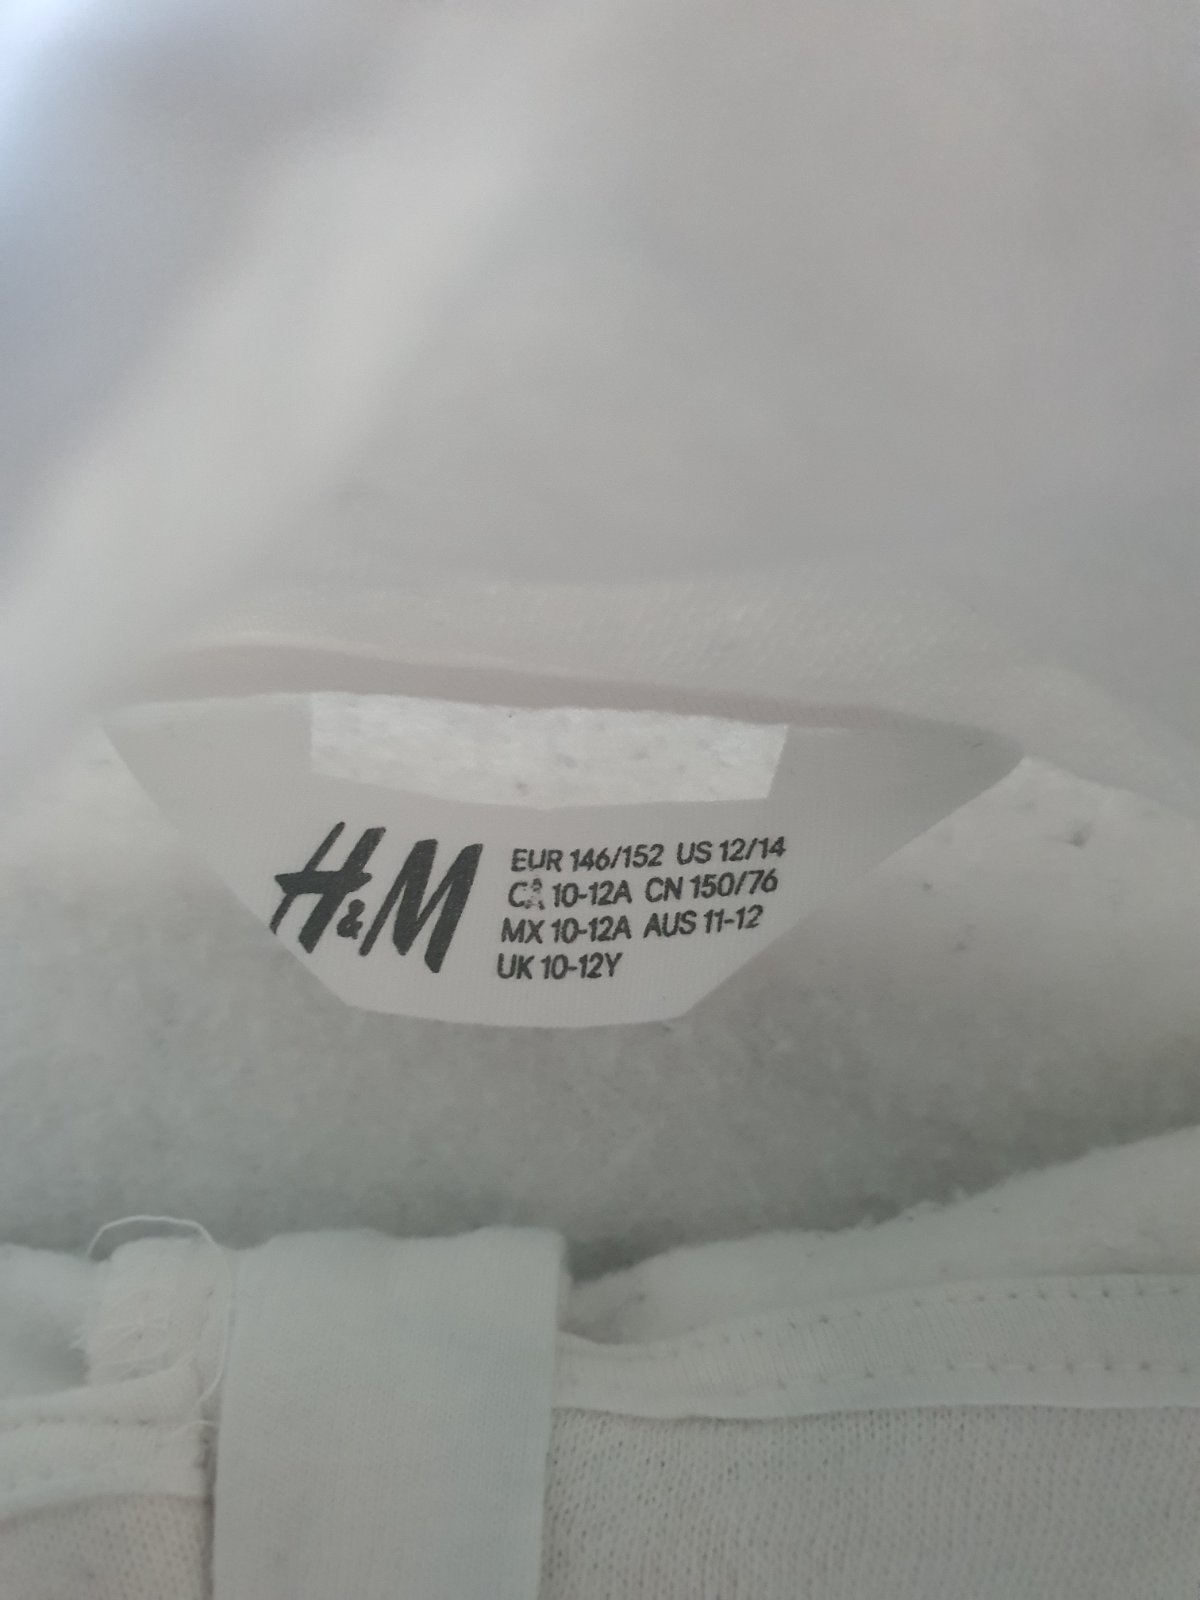 H&M
EUR 146/152 US 12/14
CA 10-12A CN 150/76
MX 10-12A AUS 11-12
UK 10-12Y